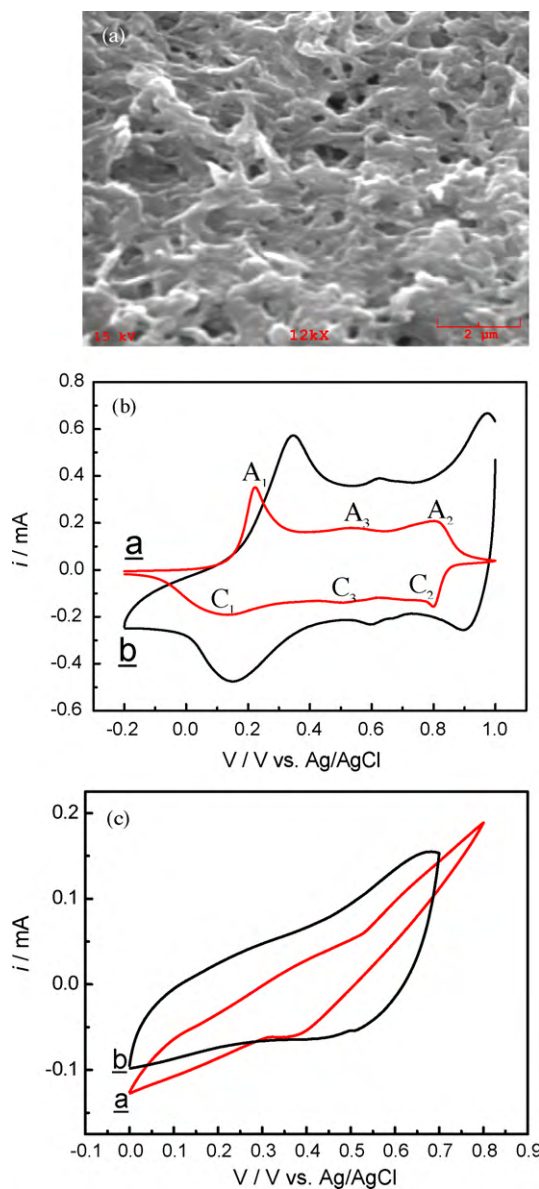 (a)
15 kV 12kX 2 μm
(b)
0.8
0.6
0.4
0.2
0.0
-0.2
-0.4
-0.6
A₁
A₃
A₂
a
C₁
C₃
C₂
b
-0.2 0.0 0.2 0.4 0.6 0.8 1.0
i / mA
V / V vs. Ag/AgCl
(c)
0.2
0.1
0.0
-0.1
b
a
-0.1 0.0 0.1 0.2 0.3 0.4 0.5 0.6 0.7 0.8 0.9
i / mA
V / V vs. Ag/AgCl